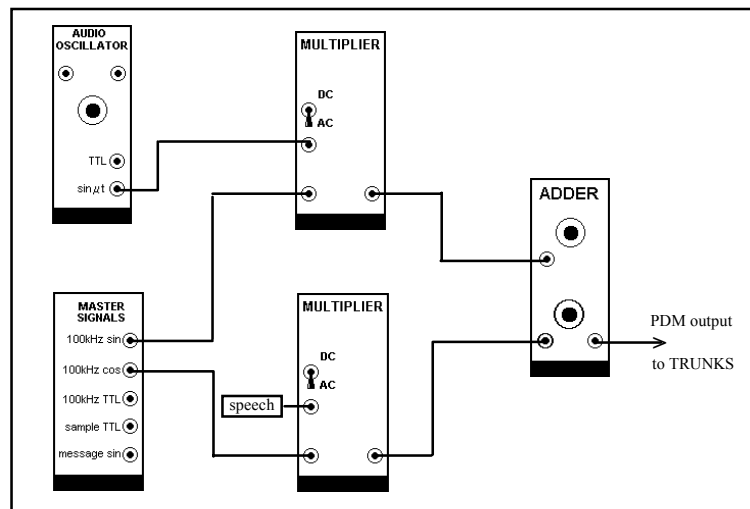 AUDIO
OSCILLATOR
TTL
sinμt
MULTIPLIER
DC
AC
ADDER
MASTER
SIGNALS
100kHz sin
100kHz cos
100kHz TTL
sample TTL
message sin
MULTIPLIER
DC
AC
speech
PDM output
to TRUNKS